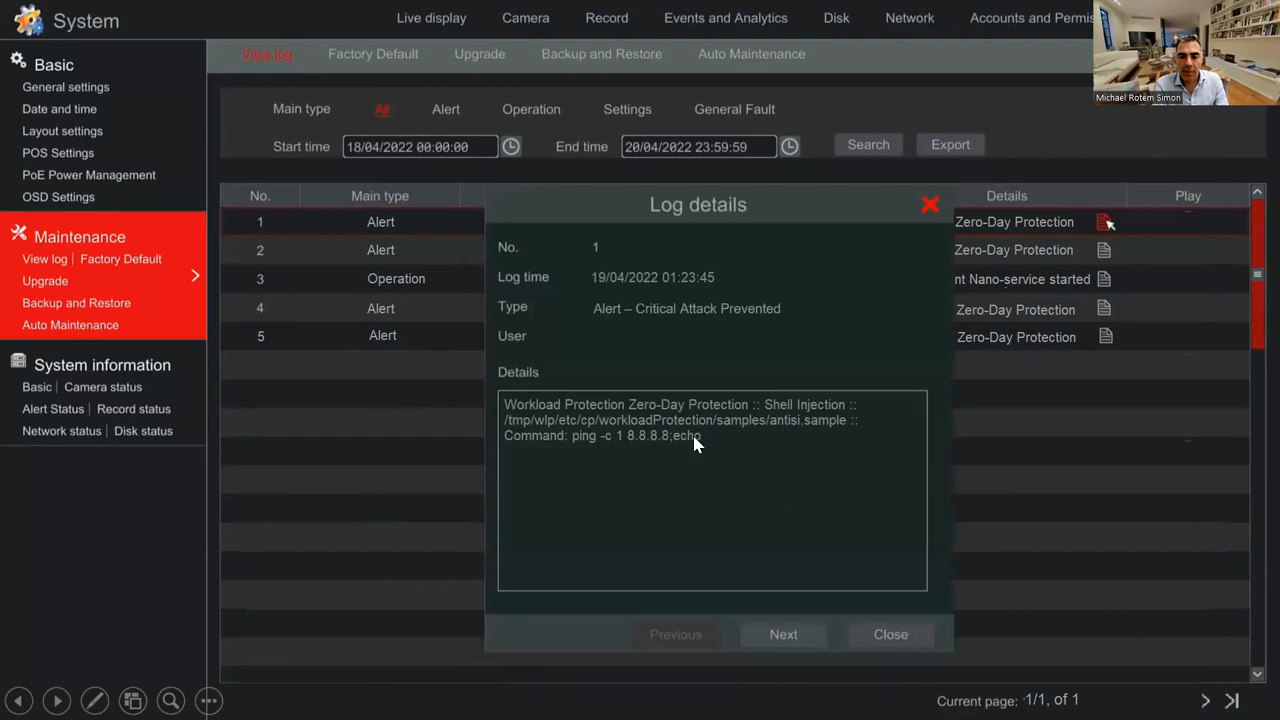 System
Live display
Camera
Record
Events and Analytics
Disk
Network
Accounts and Permis
Michael Rotem Simon
Basic
General settings
Date and time
Layout settings
POS Settings
PoE Power Management
OSD Settings
Maintenance
View log | Factory Default
Upgrade
Backup and Restore
Auto Maintenance
System information
Basic | Camera status
Alert Status | Record status
Network status | Disk status
View log
Factory Default
Upgrade
Backup and Restore
Auto Maintenance
Main type All Alert Operation Settings General Fault
Start time 18/04/2022 00:00:00 End time 20/04/2022 23:59:59 Search Export
No. Main type Details Play
1 Alert Zero-Day Protection
2 Alert Zero-Day Protection
3 Operation nt Nano-service started
4 Alert Zero-Day Protection
5 Alert Zero-Day Protection
Log details
No. 1
Log time 19/04/2022 01:23:45
Type Alert – Critical Attack Prevented
User
Details
Workload Protection Zero-Day Protection :: Shell Injection ::
/tmp/wlp/etc/cp/workloadProtection/samples/antisi.sample ::
Command: ping -c 1 8.8.8.8;echo
Previous Next Close
Current page: 1/1, of 1